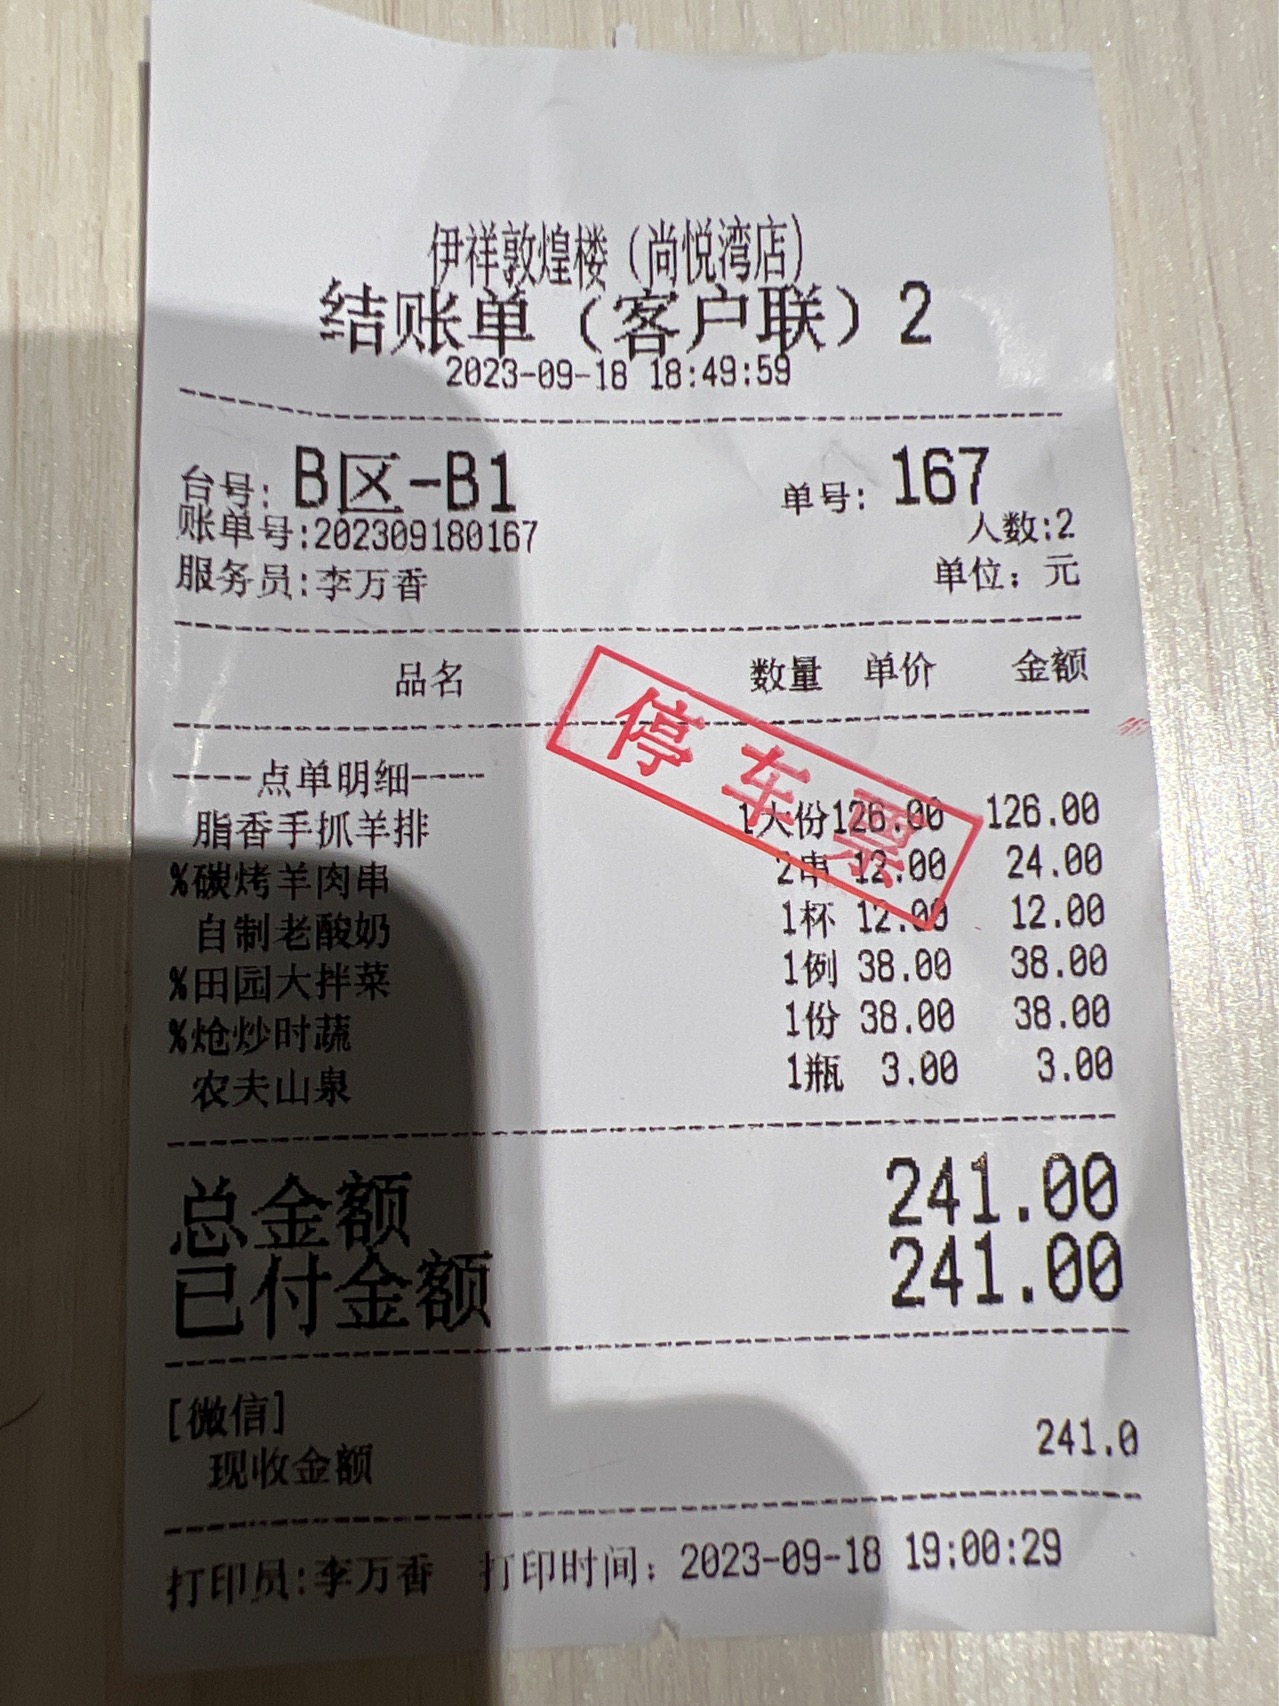 伊祥敦煌楼（尚悦湾店）
结账单（客户联）2
2023-09-18 18:49:59
台号: B区-B1 单号: 167
账单号:202309180167 人数:2
服务员:李万香 单位: 元
品名 数量 单价 金额
停车票
----点单明细----
脂香手抓羊排 1大份126.00 126.00
%碳烤羊肉串 2串 12.00 24.00
自制老酸奶 1杯 12.00 12.00
%田园大拌菜 1例 38.00 38.00
%炝炒时蔬 1份 38.00 38.00
农夫山泉 1瓶 3.00 3.00
总金额 241.00
已付金额 241.00
[微信]
现收金额 241.0
打印员:李万香 打印时间: 2023-09-18 19:00:29